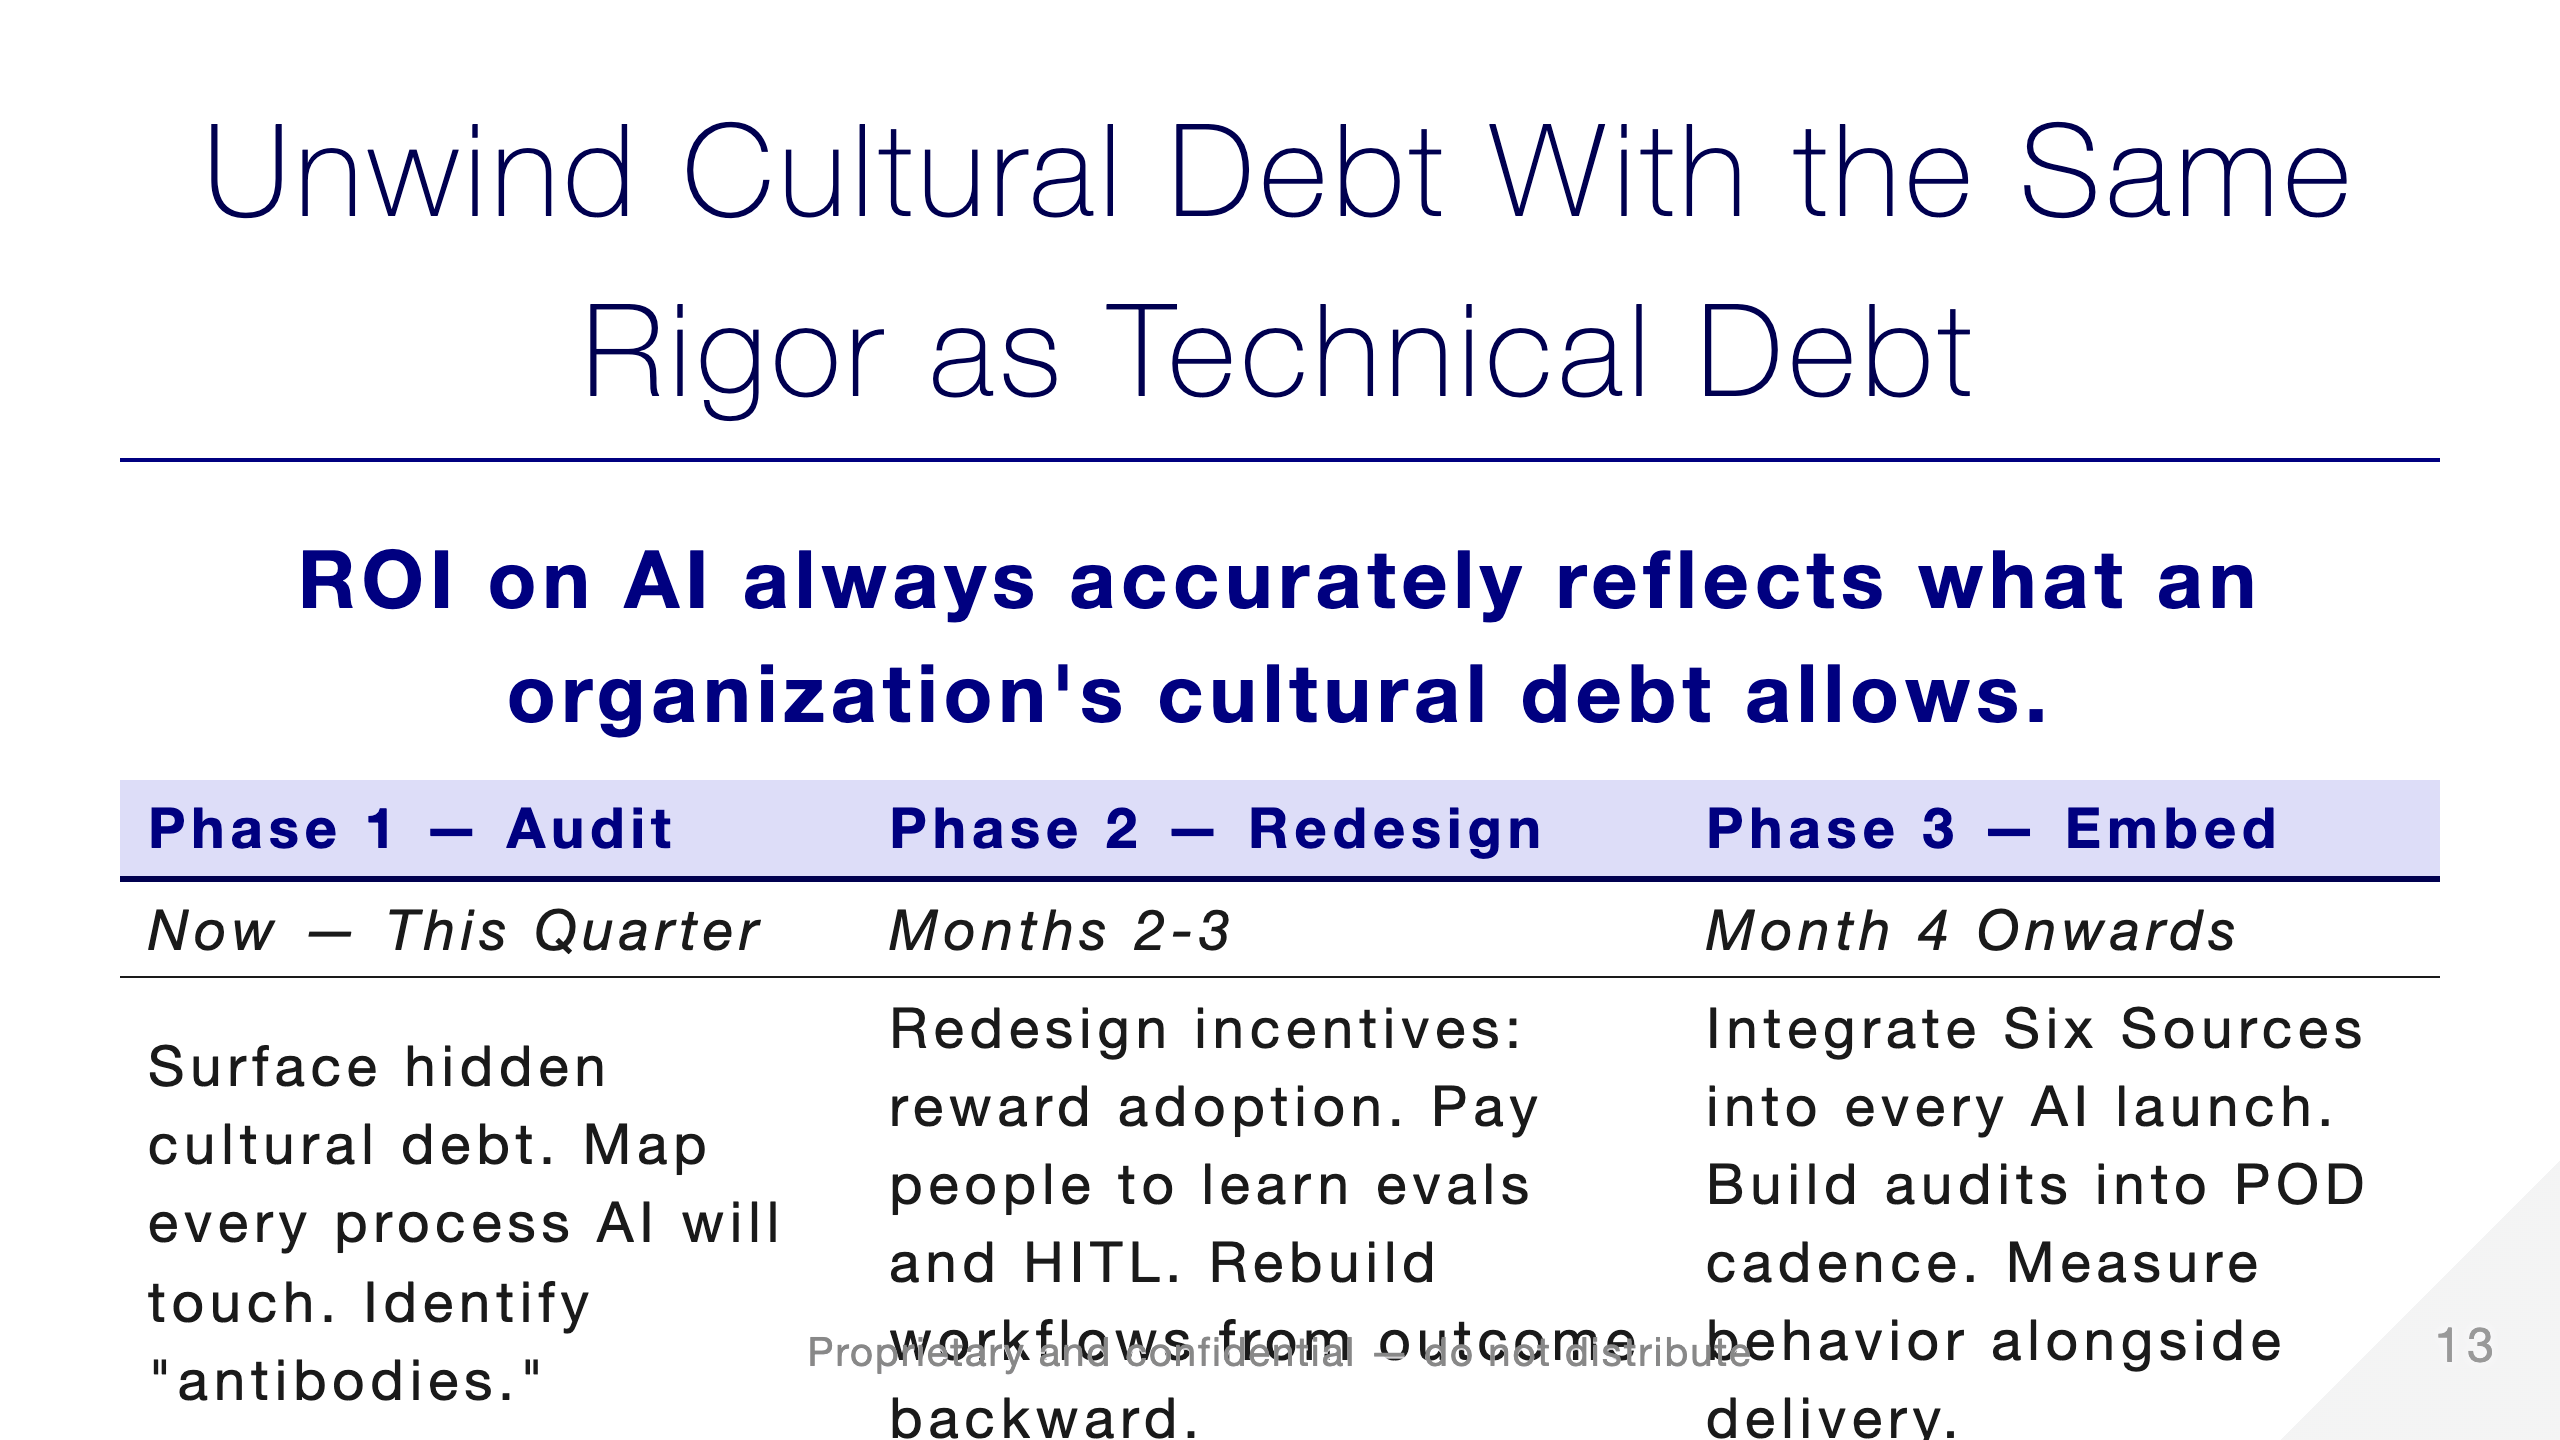 Unwind Cultural Debt With the Same
Rigor as Technical Debt
ROI on AI always accurately reflects what an
organization's cultural debt allows.
Phase 1 — Audit
Phase 2 — Redesign
Phase 3 — Embed
Now — This Quarter
Months 2-3
Month 4 Onwards
Surface hidden
cultural debt. Map
every process AI will
touch. Identify
"antibodies."
Redesign incentives:
reward adoption. Pay
people to learn evals
and HITL. Rebuild
workflows from outcome
backward.
Integrate Six Sources
into every AI launch.
Build audits into POD
cadence. Measure
behavior alongside
delivery.
Proprietary and confidential — do not distribute
13